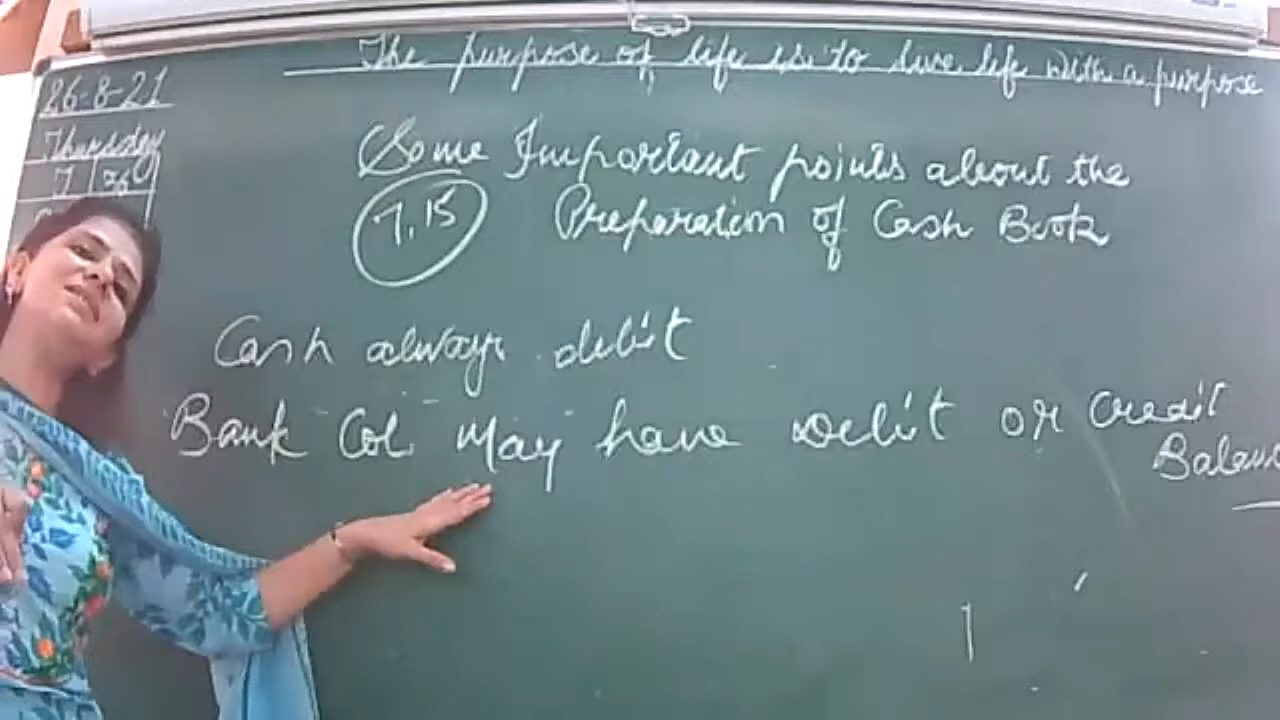 The purpose of life is to live life with a purpose
26-8-21
Thursday
Some Important points about the
7.15 Preparation of Cash Book
Cash always debit
Bank Col. May have Debit or Credit